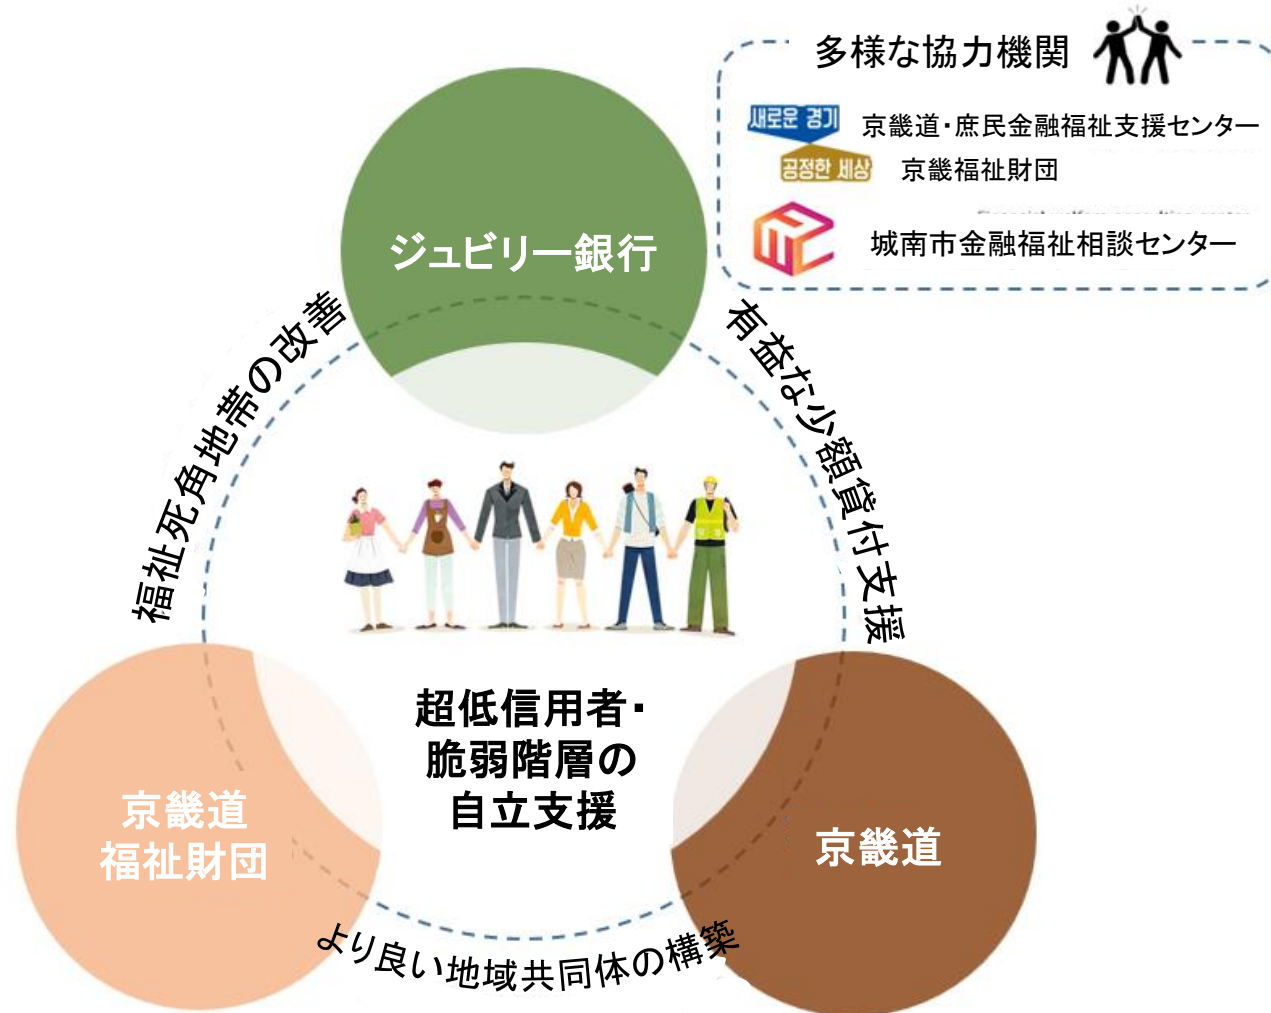 多様な協力機関
새로운 경기
京畿道・庶民金融福祉支援センター
공정한 세상
京畿福祉財団
城南市金融福祉相談センター
ジュビリー銀行
福祉死角地帯の改善
有益な少額貸付支援
超低信用者・
脆弱階層の
自立支援
京畿道
福祉財団
京畿道
より良い地域共同体の構築